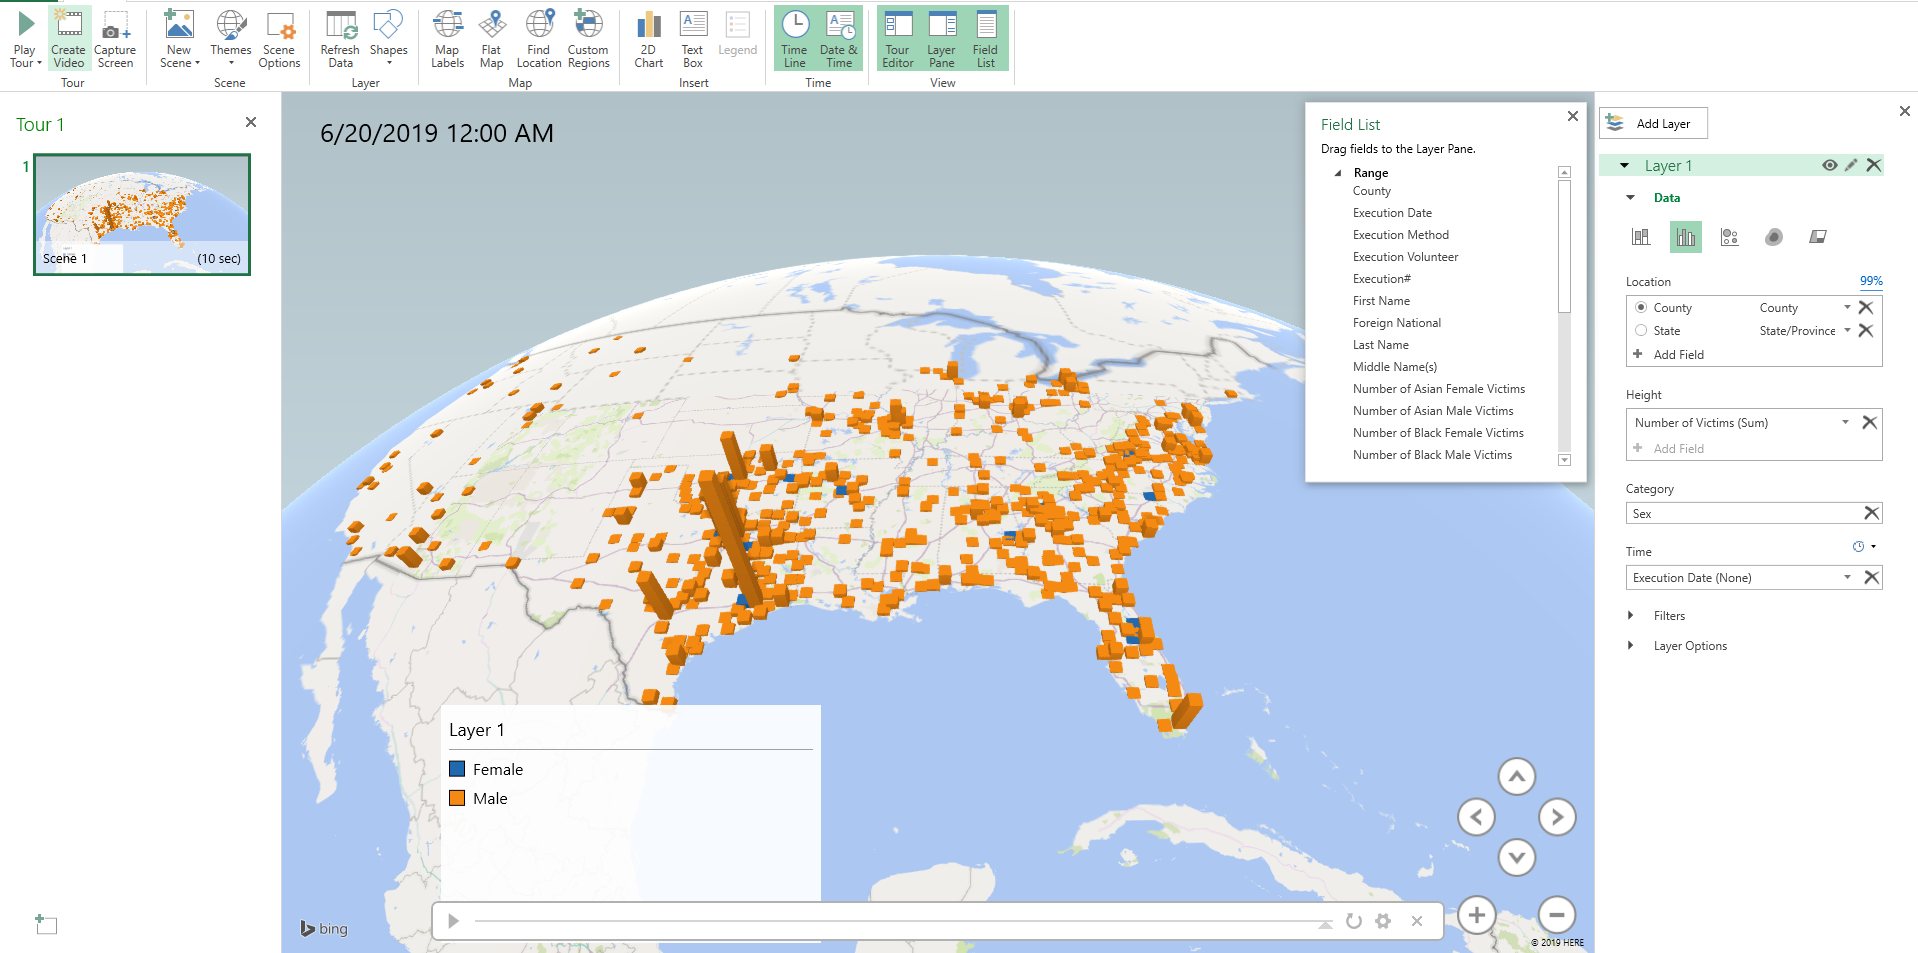 Play Tour
Create Video
Capture Screen
Tour
New Scene
Themes
Scene Options
Scene
Refresh Data
Shapes
Layer
Map Labels
Flat Map
Find Location
Custom Regions
Map
2D Chart
Text Box
Legend
Insert
Time Line
Date & Time
Time
Tour Editor
Layer Pane
Field List
View
Tour 1
1
Scene 1 (10 sec)
6/20/2019 12:00 AM
Layer 1
Female
Male
bing
© 2019 HERE
Field List
Drag fields to the Layer Pane.
Range
County
Execution Date
Execution Method
Execution Volunteer
Execution#
First Name
Foreign National
Last Name
Middle Name(s)
Number of Asian Female Victims
Number of Asian Male Victims
Number of Black Female Victims
Number of Black Male Victims
Add Layer
Layer 1
Data
Location 99%
County County
State State/Province
Add Field
Height
Number of Victims (Sum)
Add Field
Category
Sex
Time
Execution Date (None)
Filters
Layer Options